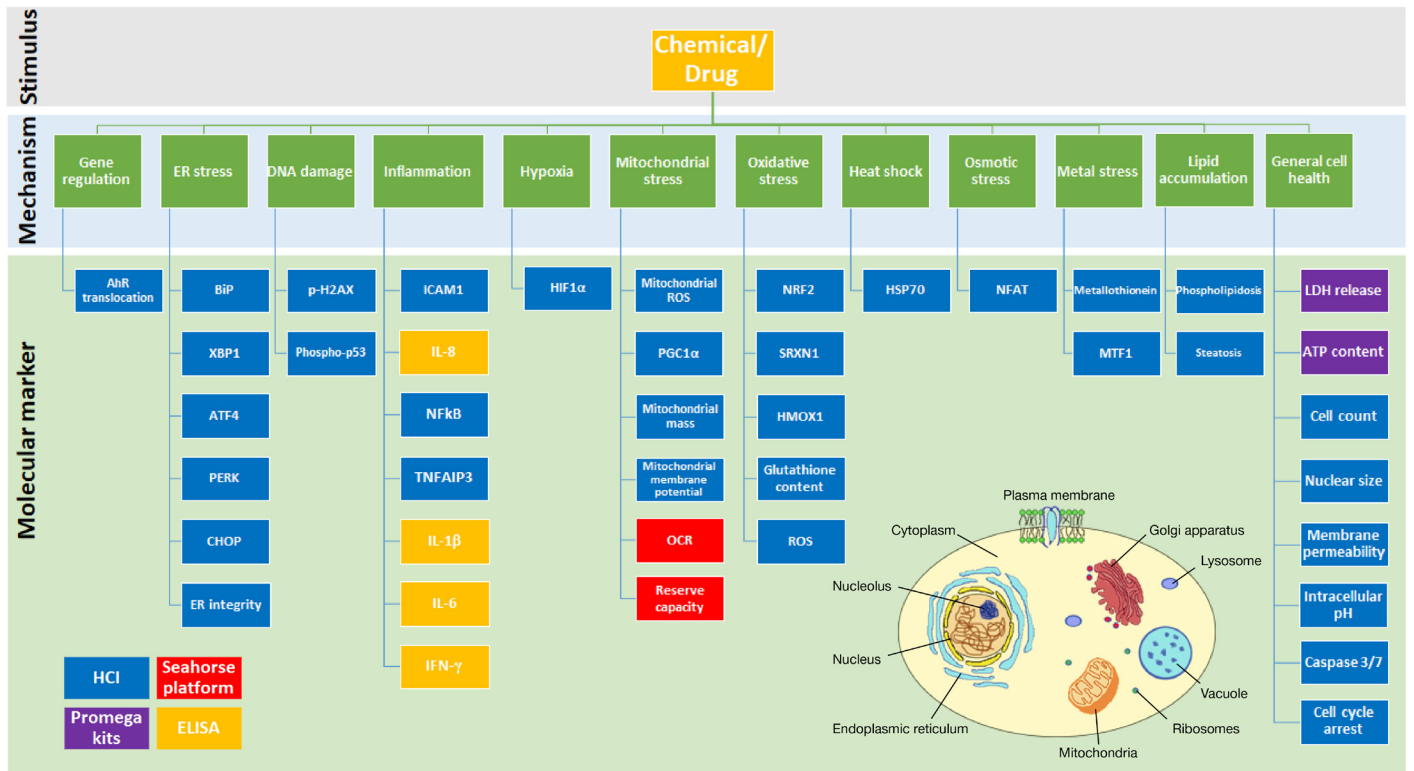 Stimulus
Chemical/
Drug
Mechanism
Gene
regulation
ER stress
DNA damage
Inflammation
Hypoxia
Mitochondrial
stress
Oxidative
stress
Heat shock
Osmotic
stress
Metal stress
Lipid
accumulation
General cell
health
Molecular marker
AhR
translocation
BiP
XBP1
ATF4
PERK
CHOP
ER integrity
p-H2AX
Phospho-p53
ICAM1
IL-8
NFkB
TNFAIP3
IL-1β
IL-6
IFN-γ
HIF1α
Mitochondrial
ROS
PGC1α
Mitochondrial
mass
Mitochondrial
membrane
potential
OCR
Reserve
capacity
NRF2
SRXN1
HMOX1
Glutathione
content
ROS
HSP70
NFAT
Metallothionein
MTF1
Phospholipidosis
Steatosis
LDH release
ATP content
Cell count
Nuclear size
Membrane
permeability
Intracellular
pH
Caspase 3/7
Cell cycle
arrest
HCI
Seahorse
platform
Promega
kits
ELISA
Plasma membrane
Cytoplasm
Golgi apparatus
Lysosome
Nucleolus
Nucleus
Vacuole
Endoplasmic reticulum
Ribosomes
Mitochondria